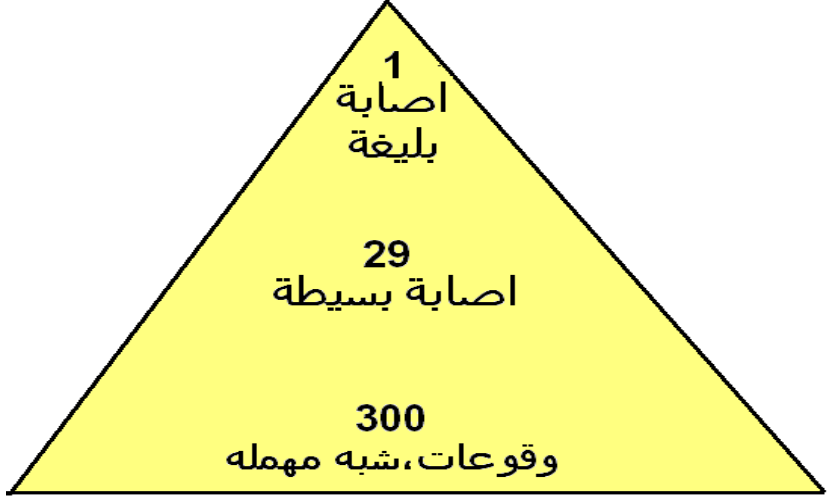 1
اصابة
بليغة
29
اصابة بسيطة
300
وقوعات،شبه مهمله